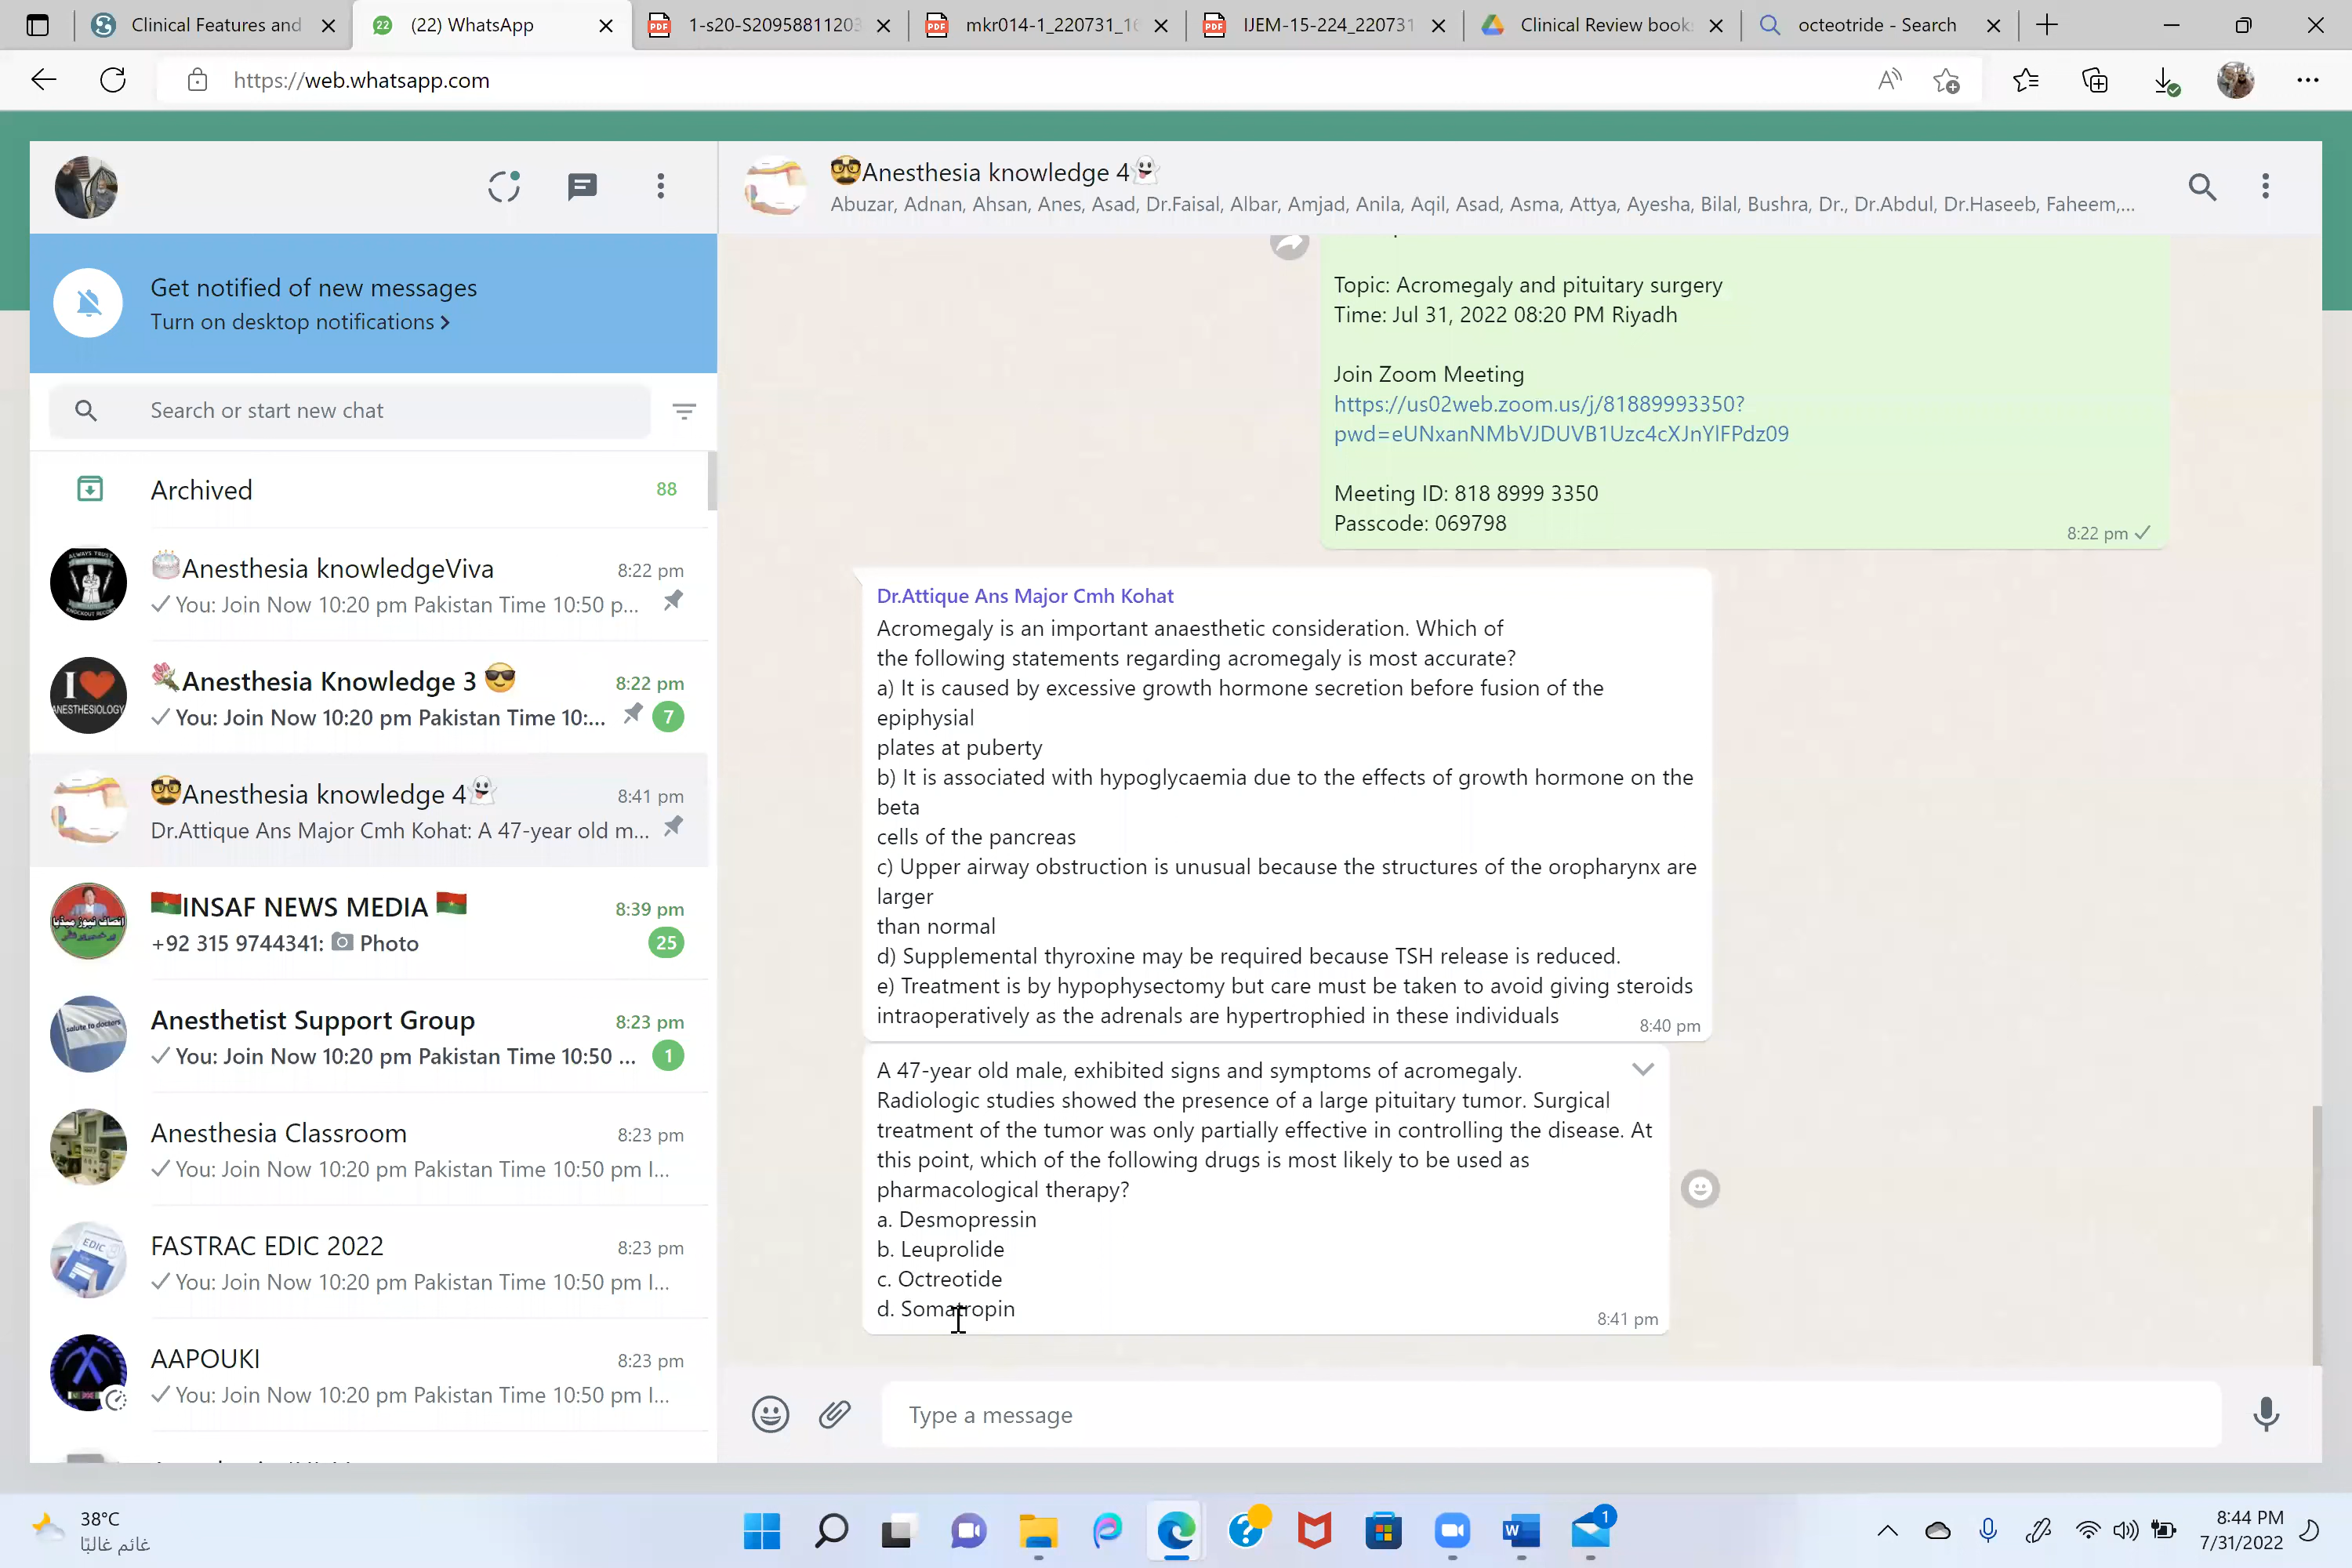 Clinical Features and
(22) WhatsApp
1-s20-S2095881120
mkr014-1_220731_1
IJEM-15-224_220731
Clinical Review book
octeotride - Search
https://web.whatsapp.com
Get notified of new messages
Turn on desktop notifications >
Search or start new chat
Archived
88
Anesthesia knowledgeViva
8:22 pm
You: Join Now 10:20 pm Pakistan Time 10:50 p...
I ANESTHESIOLOGY
Anesthesia Knowledge 3
8:22 pm
You: Join Now 10:20 pm Pakistan Time 10:...
7
Anesthesia knowledge 4
8:41 pm
Dr.Attique Ans Major Cmh Kohat: A 47-year old m...
INSAF NEWS MEDIA
8:39 pm
+92 315 9744341: Photo
25
salute to doctors
Anesthetist Support Group
8:23 pm
You: Join Now 10:20 pm Pakistan Time 10:50 ...
1
Anesthesia Classroom
8:23 pm
You: Join Now 10:20 pm Pakistan Time 10:50 pm I...
EDIC
FASTRAC EDIC 2022
8:23 pm
You: Join Now 10:20 pm Pakistan Time 10:50 pm I...
AAPOUKI
8:23 pm
You: Join Now 10:20 pm Pakistan Time 10:50 pm I...
Anesthesia knowledge 4
Abuzar, Adnan, Ahsan, Anes, Asad, Dr.Faisal, Albar, Amjad, Anila, Aqil, Asad, Asma, Attya, Ayesha, Bilal, Bushra, Dr., Dr.Abdul, Dr.Haseeb, Faheem,...
Topic: Acromegaly and pituitary surgery
Time: Jul 31, 2022 08:20 PM Riyadh
Join Zoom Meeting
https://us02web.zoom.us/j/81889993350?
pwd=eUNxanNMbVJDUVB1Uzc4cXJnYlFPdz09
Meeting ID: 818 8999 3350
Passcode: 069798
8:22 pm
Dr.Attique Ans Major Cmh Kohat
Acromegaly is an important anaesthetic consideration. Which of
the following statements regarding acromegaly is most accurate?
a) It is caused by excessive growth hormone secretion before fusion of the
epiphysial
plates at puberty
b) It is associated with hypoglycaemia due to the effects of growth hormone on the
beta
cells of the pancreas
c) Upper airway obstruction is unusual because the structures of the oropharynx are
larger
than normal
d) Supplemental thyroxine may be required because TSH release is reduced.
e) Treatment is by hypophysectomy but care must be taken to avoid giving steroids
intraoperatively as the adrenals are hypertrophied in these individuals
8:40 pm
A 47-year old male, exhibited signs and symptoms of acromegaly.
Radiologic studies showed the presence of a large pituitary tumor. Surgical
treatment of the tumor was only partially effective in controlling the disease. At
this point, which of the following drugs is most likely to be used as
pharmacological therapy?
a. Desmopressin
b. Leuprolide
c. Octreotide
d. Somatropin
8:41 pm
Type a message
38°C
غائم غالبًا
1
8:44 PM
7/31/2022